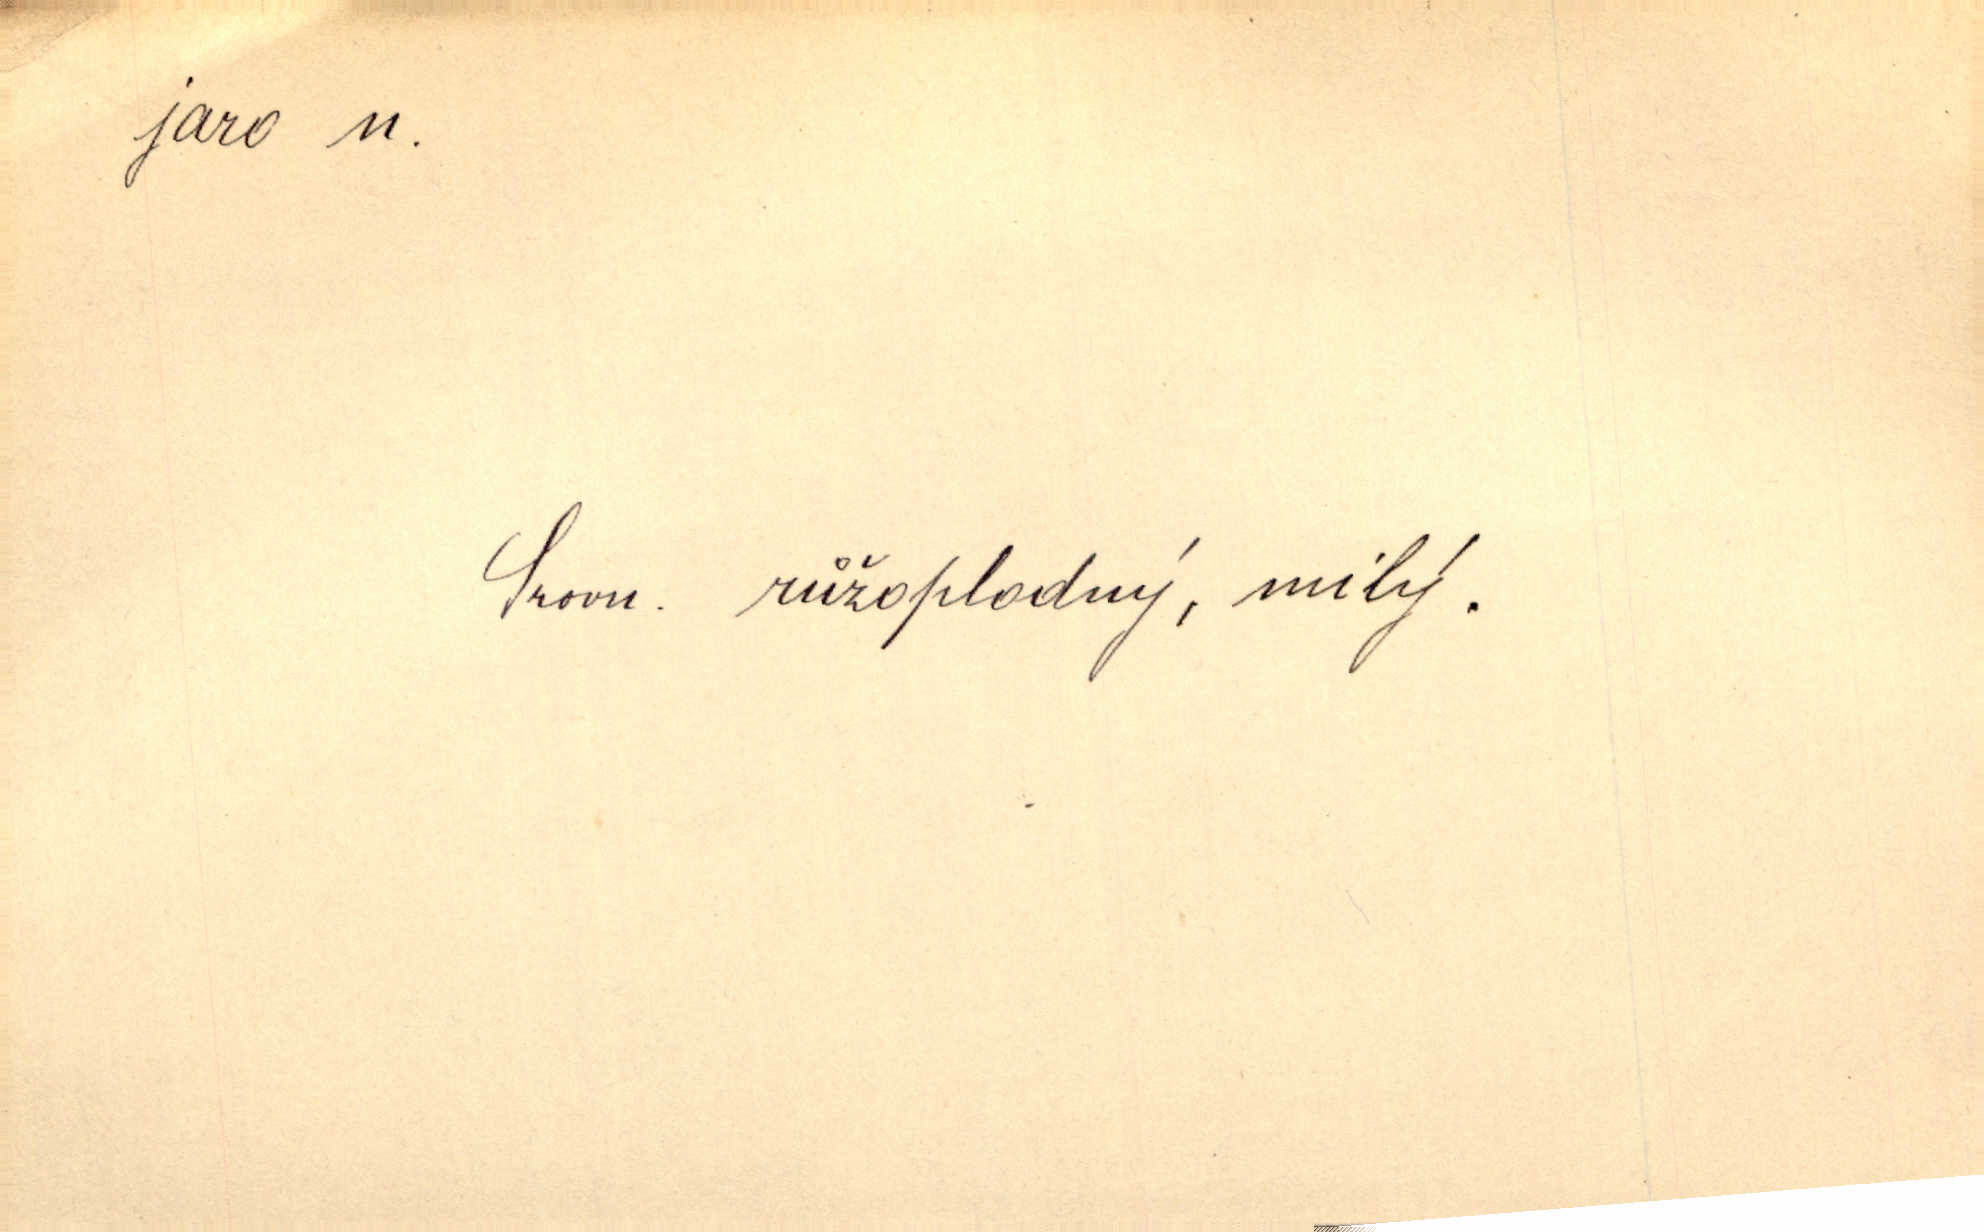 jaro n.
Srovn. růžoplodný, milý.